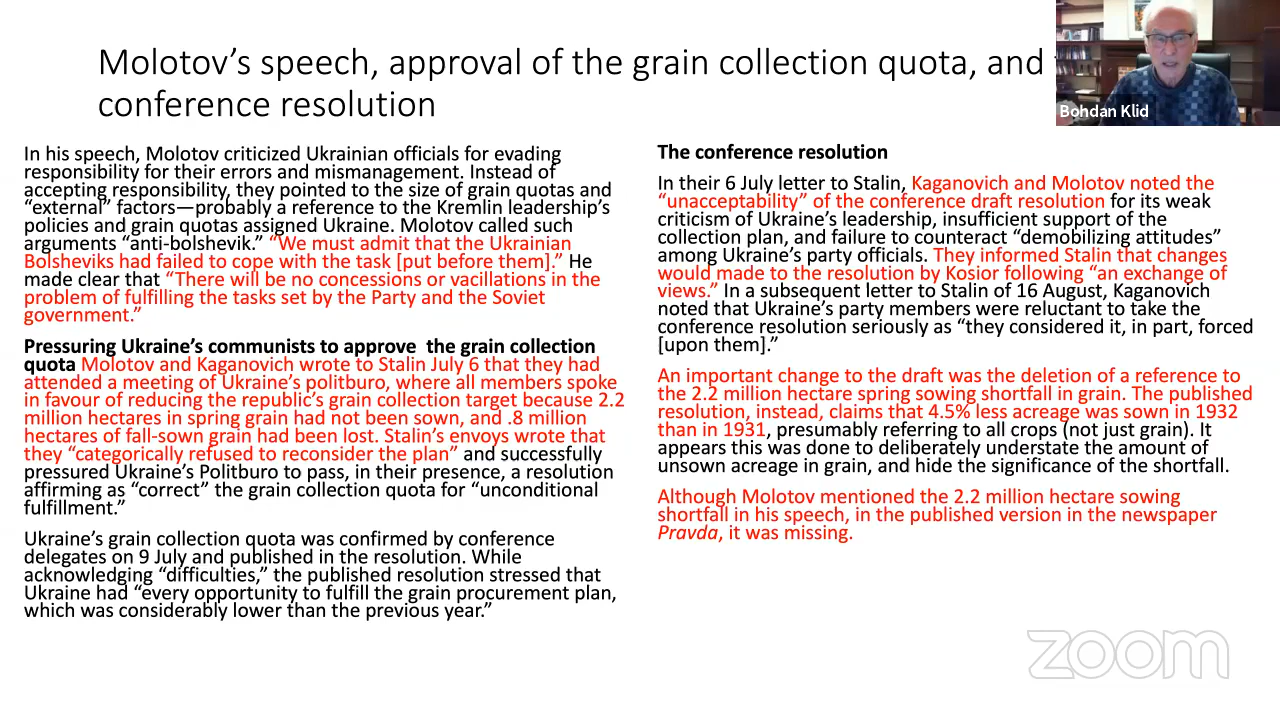 Molotov’s speech, approval of the grain collection quota, and
conference resolution
Bohdan Klid
In his speech, Molotov criticized Ukrainian officials for evading
responsibility for their errors and mismanagement. Instead of
accepting responsibility, they pointed to the size of grain quotas and
“external” factors—probably a reference to the Kremlin leadership’s
policies and grain quotas assigned Ukraine. Molotov called such
arguments “anti-bolshevik.” “We must admit that the Ukrainian
Bolsheviks had failed to cope with the task [put before them].” He
made clear that “There will be no concessions or vacillations in the
problem of fulfilling the tasks set by the Party and the Soviet
government.”
Pressuring Ukraine’s communists to approve the grain collection
quota Molotov and Kaganovich wrote to Stalin July 6 that they had
attended a meeting of Ukraine’s politburo, where all members spoke
in favour of reducing the republic’s grain collection target because 2.2
million hectares in spring grain had not been sown, and .8 million
hectares of fall-sown grain had been lost. Stalin’s envoys wrote that
they “categorically refused to reconsider the plan” and successfully
pressured Ukraine’s Politburo to pass, in their presence, a resolution
affirming as “correct” the grain collection quota for “unconditional
fulfillment.”
Ukraine’s grain collection quota was confirmed by conference
delegates on 9 July and published in the resolution. While
acknowledging “difficulties,” the published resolution stressed that
Ukraine had “every opportunity to fulfill the grain procurement plan,
which was considerably lower than the previous year.”
The conference resolution
In their 6 July letter to Stalin, Kaganovich and Molotov noted the
“unacceptability” of the conference draft resolution for its weak
criticism of Ukraine’s leadership, insufficient support of the
collection plan, and failure to counteract “demobilizing attitudes”
among Ukraine’s party officials. They informed Stalin that changes
would made to the resolution by Kosior following “an exchange of
views.” In a subsequent letter to Stalin of 16 August, Kaganovich
noted that Ukraine’s party members were reluctant to take the
conference resolution seriously as “they considered it, in part, forced
[upon them].”
An important change to the draft was the deletion of a reference to
the 2.2 million hectare spring sowing shortfall in grain. The published
resolution, instead, claims that 4.5% less acreage was sown in 1932
than in 1931, presumably referring to all crops (not just grain). It
appears this was done to deliberately understate the amount of
unsown acreage in grain, and hide the significance of the shortfall.
Although Molotov mentioned the 2.2 million hectare sowing
shortfall in his speech, in the published version in the newspaper
Pravda, it was missing.
zoom